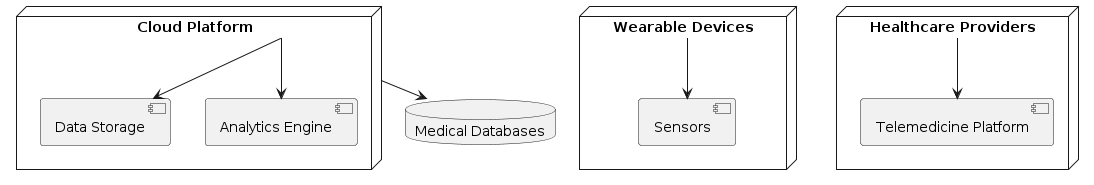 Cloud Platform
Wearable Devices
Healthcare Providers
Data Storage
Analytics Engine
Medical Databases
Sensors
Telemedicine Platform